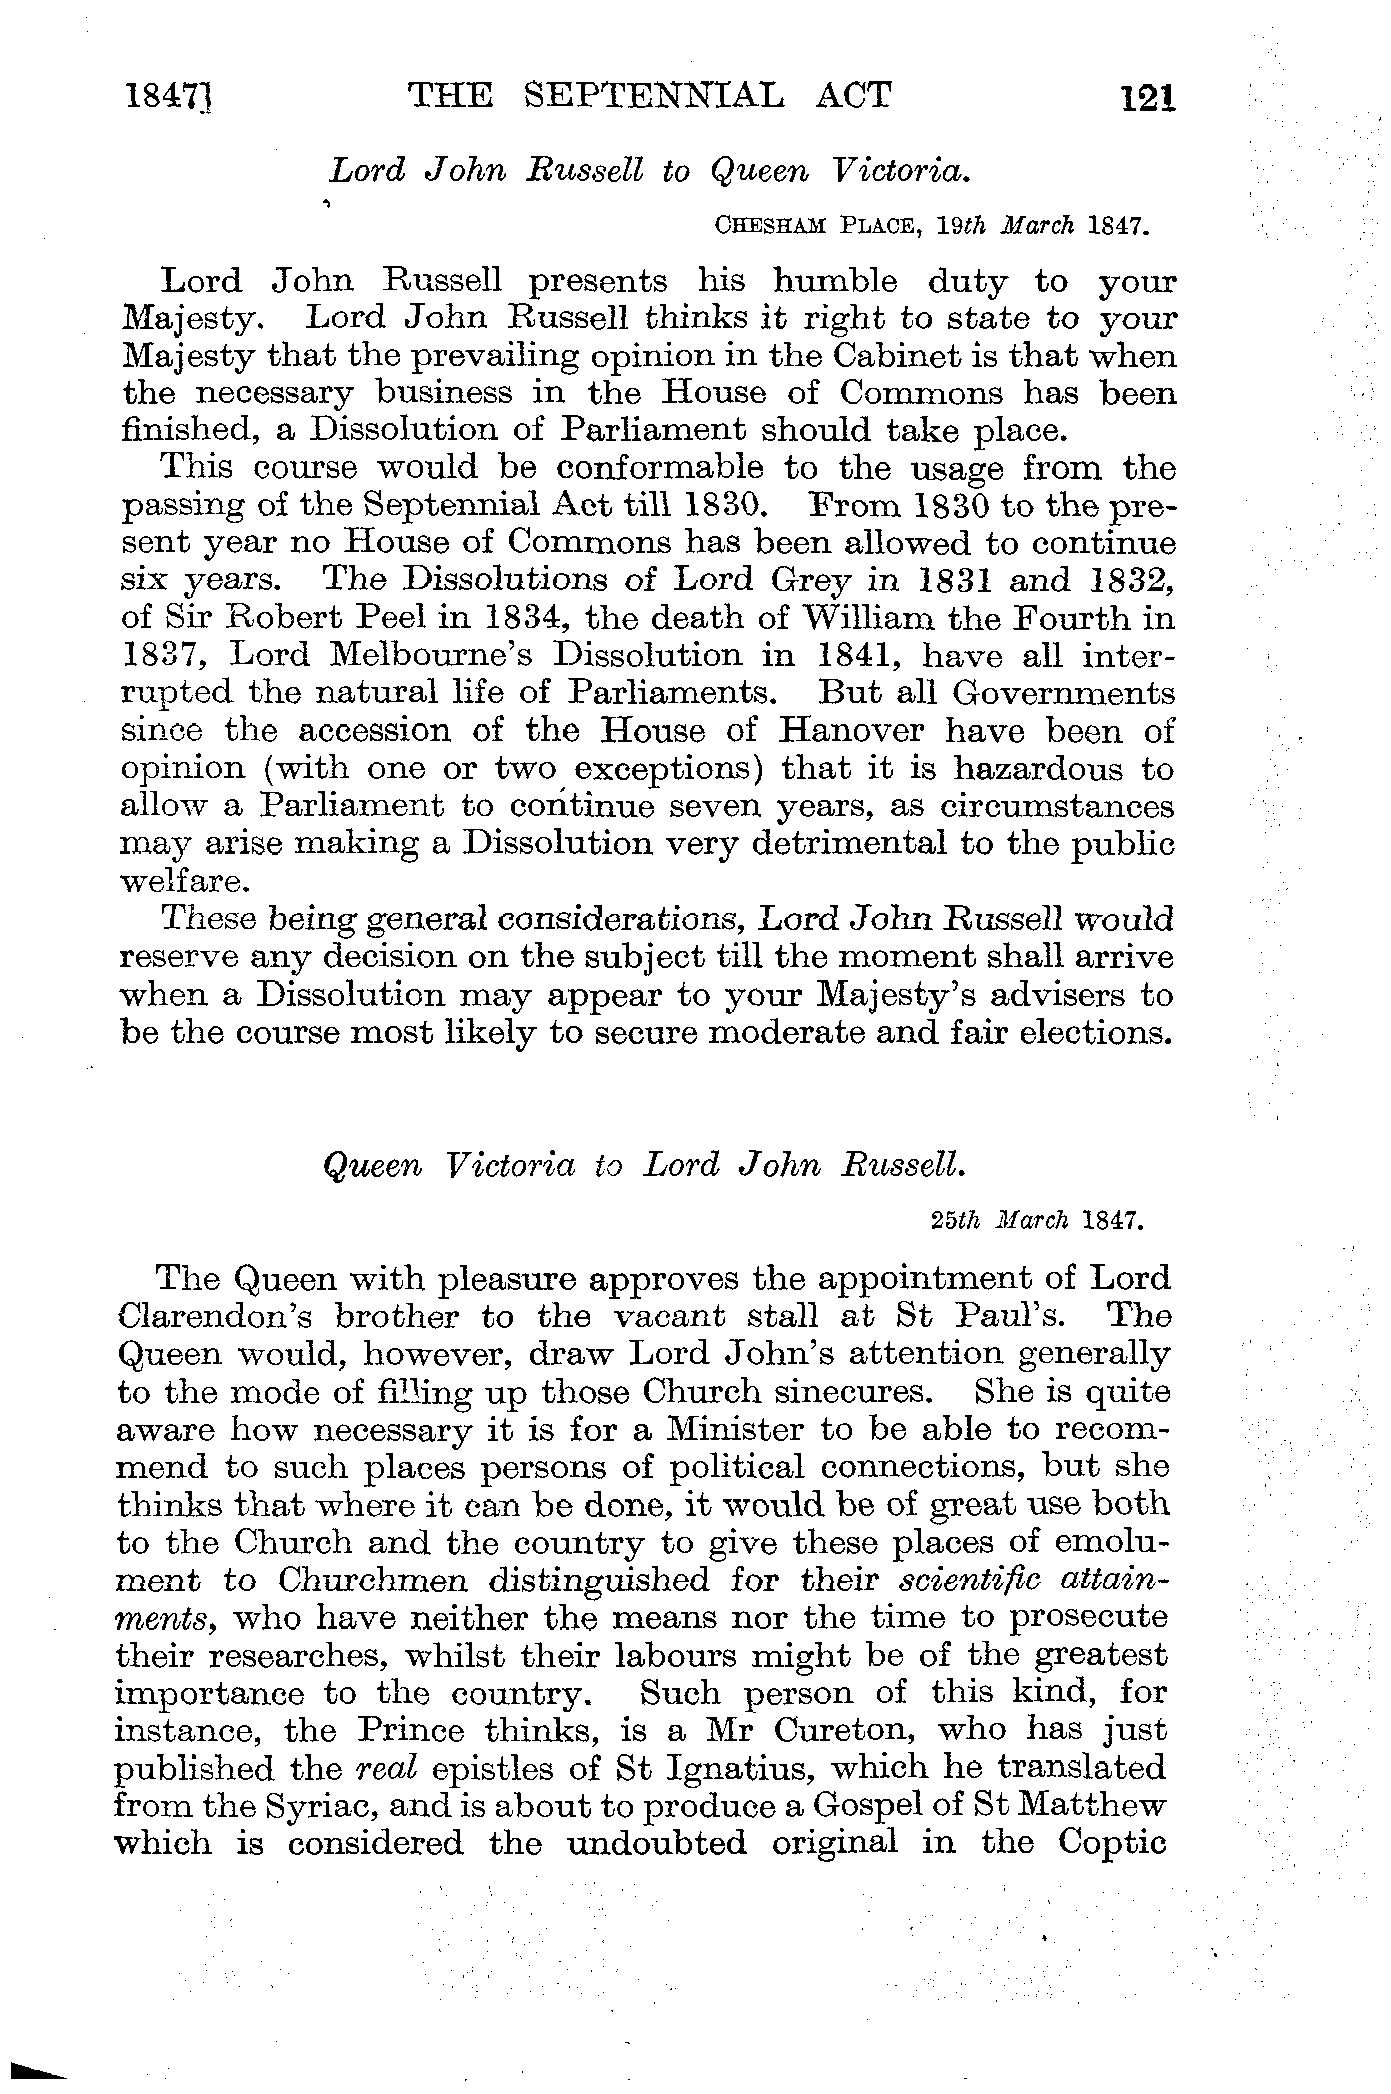 1847] THE SEPTENNIAL ACT 121
Lord John Russell to Queen Victoria.
CHESHAM PLACE, 19th March 1847.
Lord John Russell presents his humble duty to your
Majesty. Lord John Russell thinks it right to state to your
Majesty that the prevailing opinion in the Cabinet is that when
the necessary business in the House of Commons has been
finished, a Dissolution of Parliament should take place.
This course would be conformable to the usage from the
passing of the Septennial Act till 1830. From 1830 to the pre-
sent year no House of Commons has been allowed to continue
six years. The Dissolutions of Lord Grey in 1831 and 1832,
of Sir Robert Peel in 1834, the death of William the Fourth in
1837, Lord Melbourne's Dissolution in 1841, have all inter-
rupted the natural life of Parliaments. But all Governments
since the accession of the House of Hanover have been of
opinion (with one or two exceptions) that it is hazardous to
allow a Parliament to continue seven years, as circumstances
may arise making a Dissolution very detrimental to the public
welfare.
These being general considerations, Lord John Russell would
reserve any decision on the subject till the moment shall arrive
when a Dissolution may appear to your Majesty's advisers to
be the course most likely to secure moderate and fair elections.
Queen Victoria to Lord John Russell.
25th March 1847.
The Queen with pleasure approves the appointment of Lord
Clarendon's brother to the vacant stall at St Paul's. The
Queen would, however, draw Lord John's attention generally
to the mode of filling up those Church sinecures. She is quite
aware how necessary it is for a Minister to be able to recom-
mend to such places persons of political connections, but she
thinks that where it can be done, it would be of great use both
to the Church and the country to give these places of emolu-
ment to Churchmen distinguished for their scientific attain-
ments, who have neither the means nor the time to prosecute
their researches, whilst their labours might be of the greatest
importance to the country. Such person of this kind, for
instance, the Prince thinks, is a Mr Cureton, who has just
published the real epistles of St Ignatius, which he translated
from the Syriac, and is about to produce a Gospel of St Matthew
which is considered the undoubted original in the Coptic